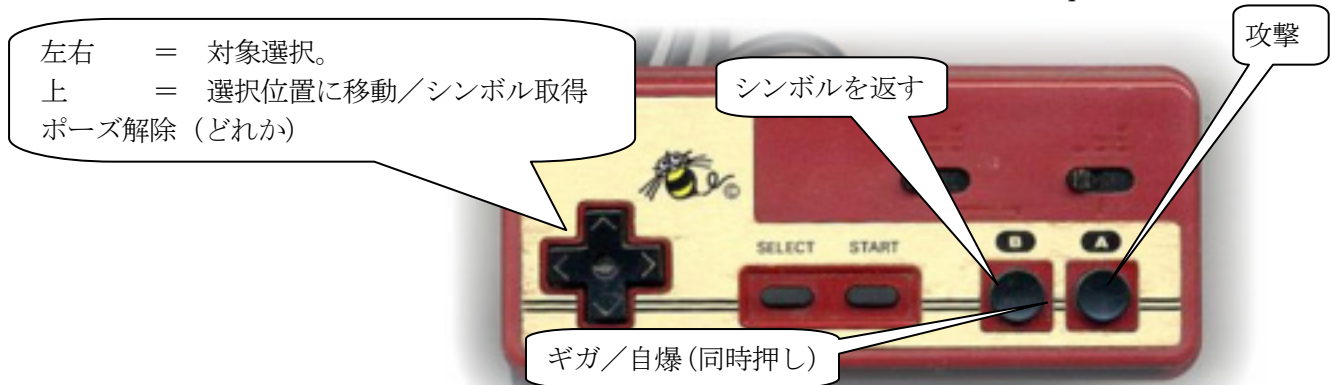 左右　　＝　対象選択。
上　　　＝　選択位置に移動／シンボル取得
ポーズ解除（どれか）
シンボルを返す
攻撃
©
SELECT START
B A
ギガ／自爆(同時押し)